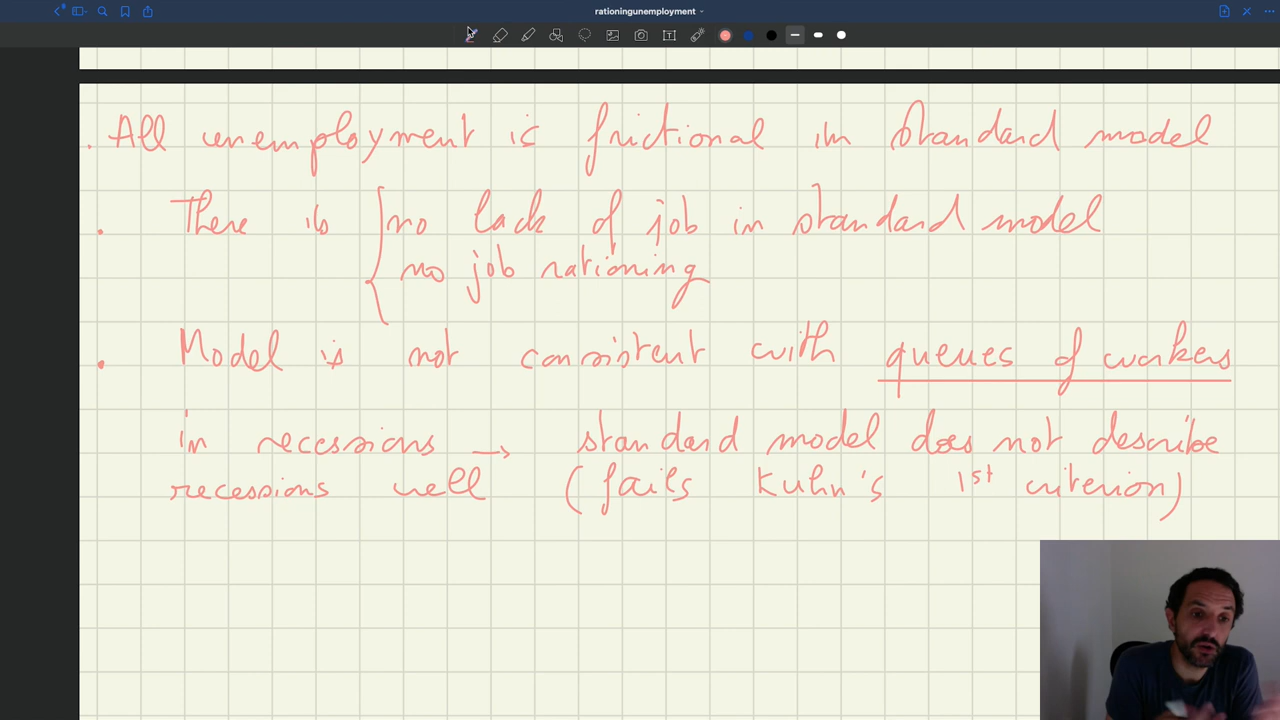 rationingunemployment
. All unemployment is frictional in standard model
. There is { no lack of job in standard model
no job rationing
. Model is not consistent with queues of workers
in recessions → standard model does not describe
recessions well (fails Kuhn's 1st criterion)